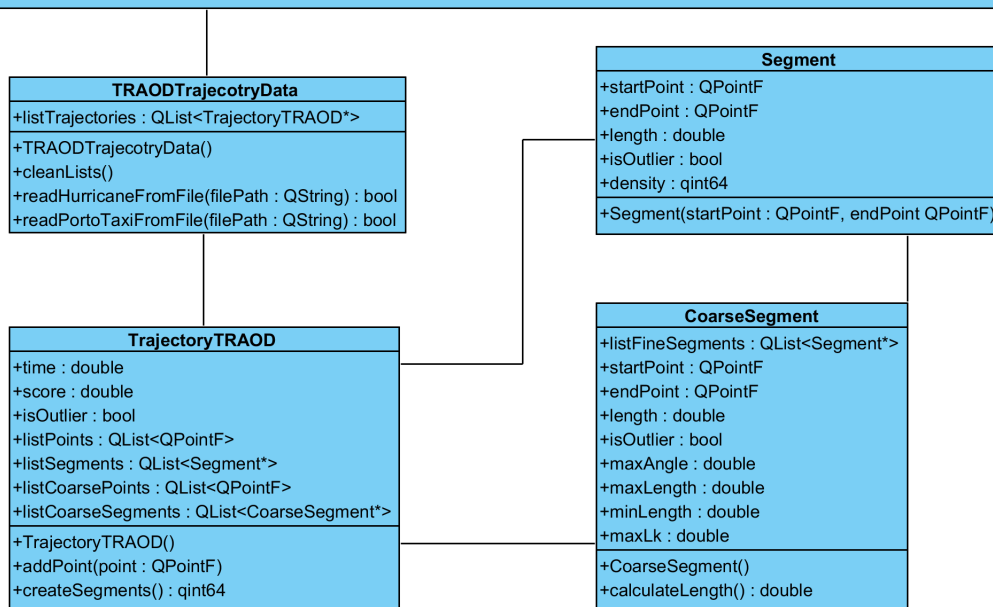 TRAODTrajecotryData
+listTrajectories : QList<TrajectoryTRAOD*>
+TRAODTrajecotryData()
+cleanLists()
+readHurricaneFromFile(filePath : QString) : bool
+readPortoTaxiFromFile(filePath : QString) : bool
Segment
+startPoint : QPointF
+endPoint : QPointF
+length : double
+isOutlier : bool
+density : qint64
+Segment(startPoint : QPointF, endPoint QPointF)
TrajectoryTRAOD
+time : double
+score : double
+isOutlier : bool
+listPoints : QList<QPointF>
+listSegments : QList<Segment*>
+listCoarsePoints : QList<QPointF>
+listCoarseSegments : QList<CoarseSegment*>
+TrajectoryTRAOD()
+addPoint(point : QPointF)
+createSegments() : qint64
CoarseSegment
+listFineSegments : QList<Segment*>
+startPoint : QPointF
+endPoint : QPointF
+length : double
+isOutlier : bool
+maxAngle : double
+maxLength : double
+minLength : double
+maxLk : double
+CoarseSegment()
+calculateLength() : double